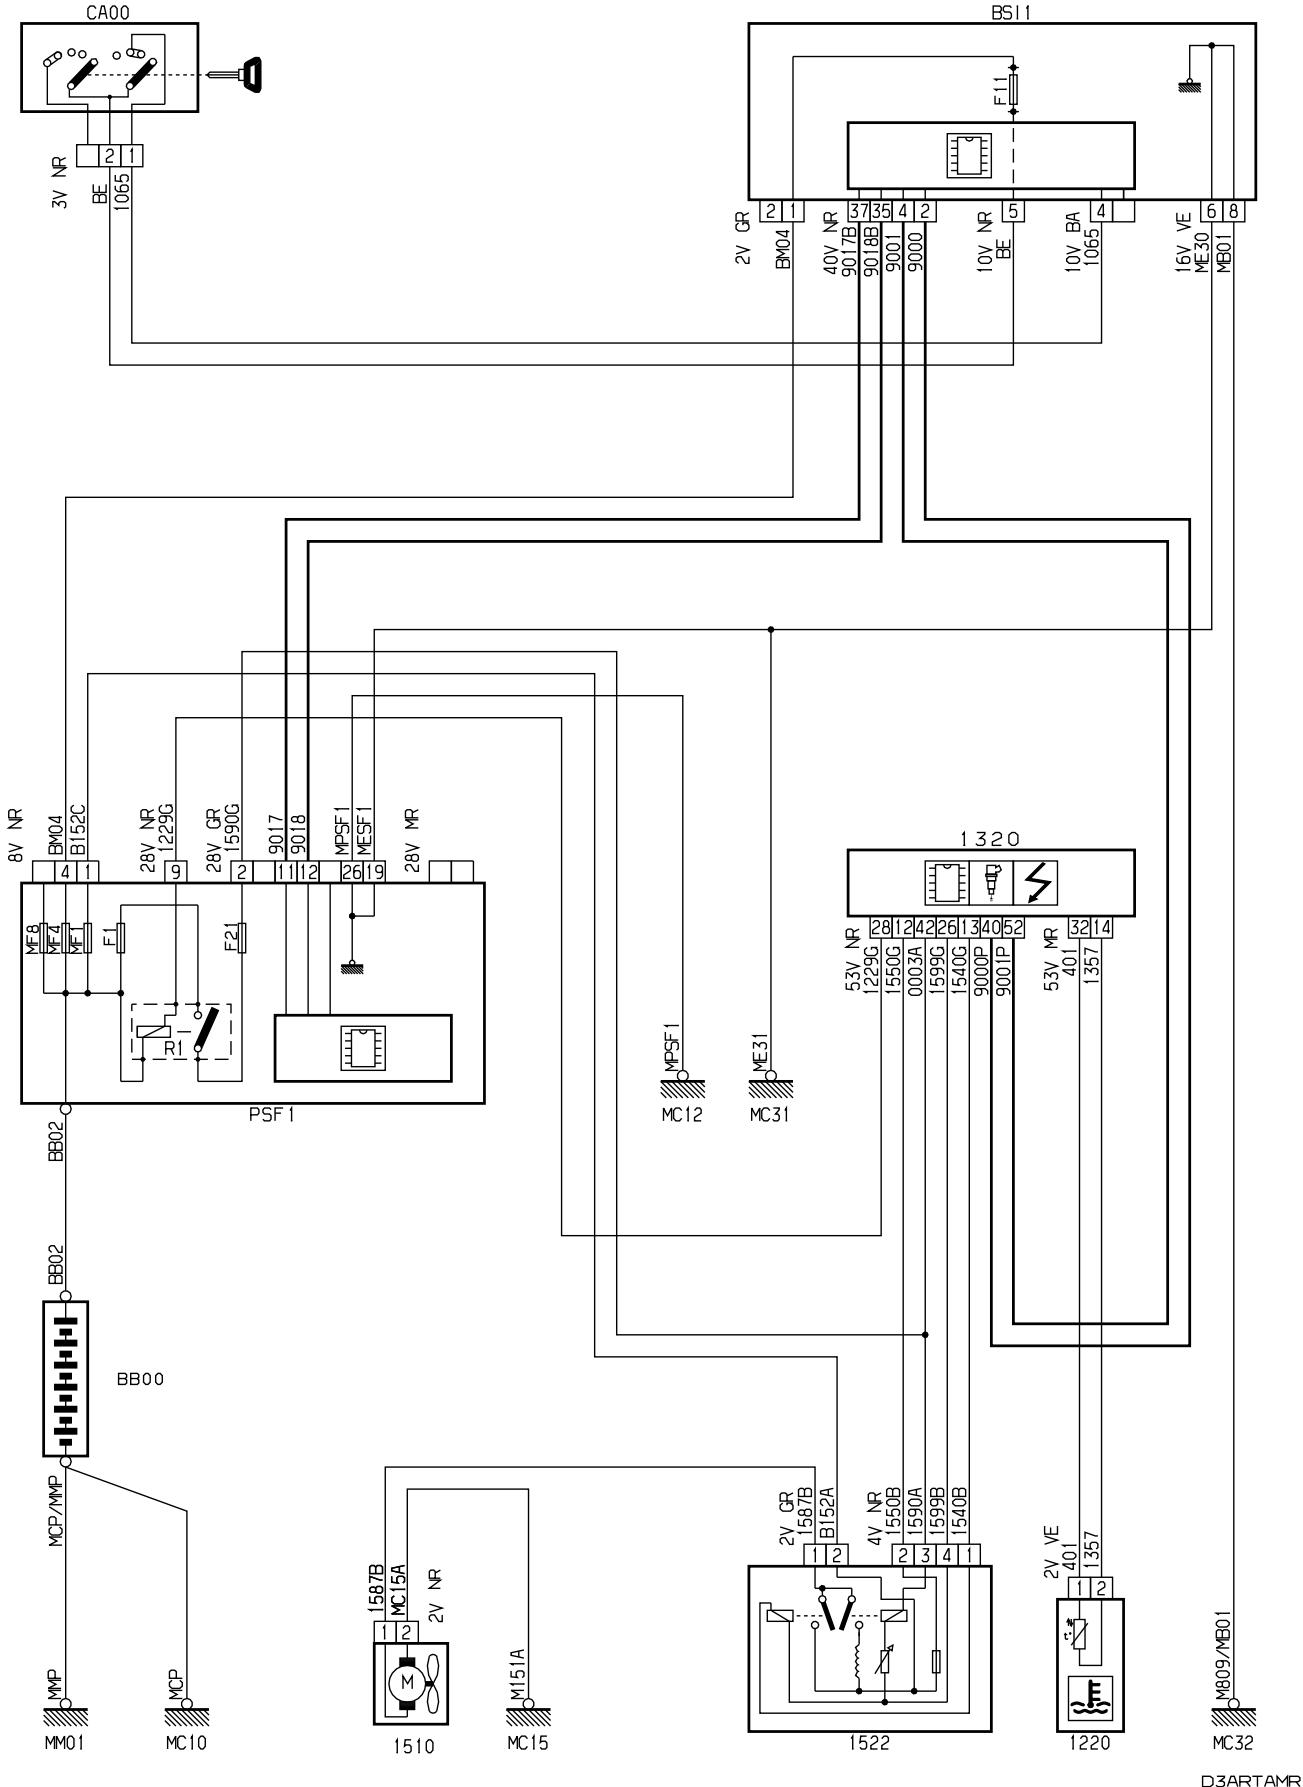 CA00
BSI1
F11
2
1
3V NR
BE
1065
2
1
37
35
4
2
5
4
6
8
2V GR
BM04
40V NR
9017B
9018B
9001
9000
10V NR
BE
10V BA
1065
16V VE
ME30
MB01
8V NR
BM04
B152C
28V NR
1229G
28V GR
1590G
9017
9018
MPSF1
MESF1
28V MR
4
1
9
2
11
12
26
19
MF8
MF4
MF1
F1
F21
R1
PSF1
1320
28
12
42
26
13
40
52
32
14
53V NR
1229G
1550G
0003A
1599G
1540G
9000P
9001P
53V MR
401
1357
MPSF1
MC12
ME31
MC31
BB02
BB02
BB00
MCP/MMP
MMP
MM01
MCP
MC10
1587B
MC15A
2V NR
1
2
M
1510
M151A
MC15
2V GR
1587B
B152A
4V NR
1550B
1590A
1599B
1540B
1
2
2
3
4
1
1522
2V VE
401
1357
1
2
t°
1220
M809/MB01
MC32
D3ARTAMR